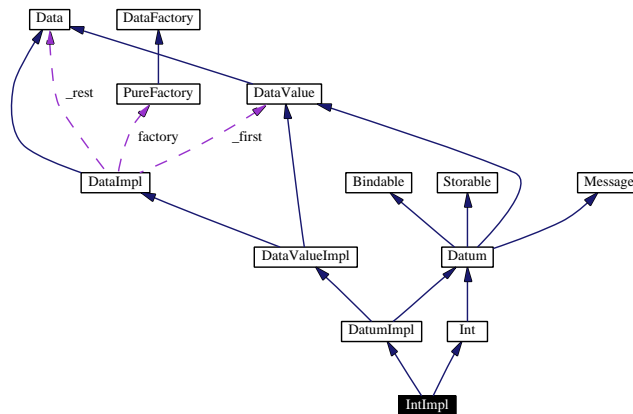 Data
DataFactory
_rest
PureFactory
DataValue
factory
_first
DataImpl
Bindable
Storable
Message
DataValueImpl
Datum
DatumImpl
Int
IntImpl